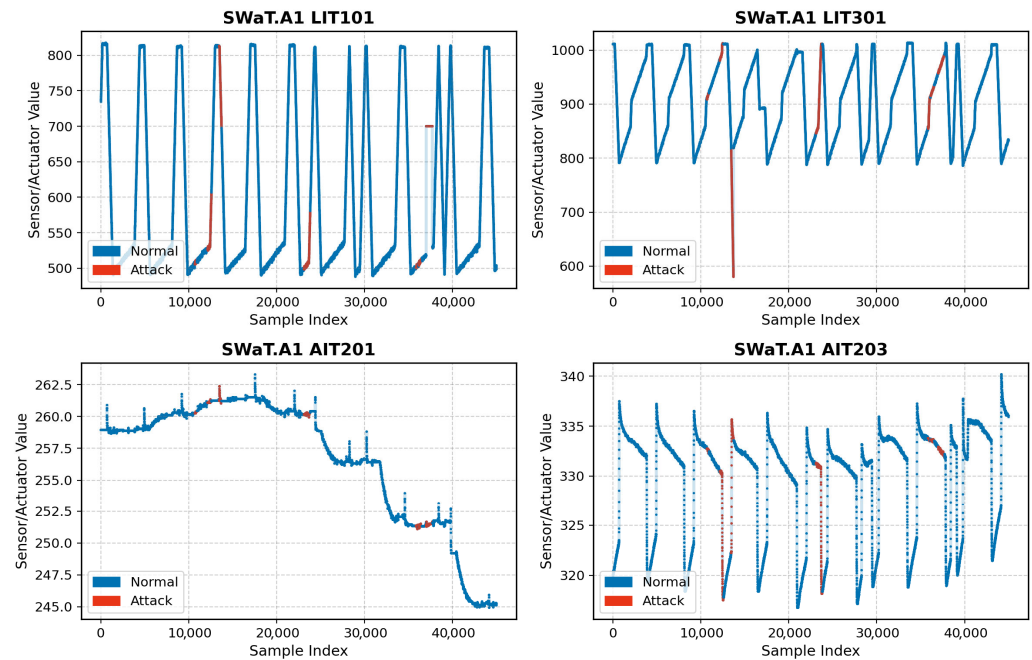 SWaT.A1 LIT101
Sensor/Actuator Value
800
750
700
650
600
550
500
Normal
Attack
0
10,000
20,000
30,000
40,000
Sample Index
SWaT.A1 LIT301
Sensor/Actuator Value
1000
900
800
700
600
Normal
Attack
0
10,000
20,000
30,000
40,000
Sample Index
SWaT.A1 AIT201
Sensor/Actuator Value
262.5
260.0
257.5
255.0
252.5
250.0
247.5
245.0
Normal
Attack
0
10,000
20,000
30,000
40,000
Sample Index
SWaT.A1 AIT203
Sensor/Actuator Value
340
335
330
325
320
Normal
Attack
0
10,000
20,000
30,000
40,000
Sample Index